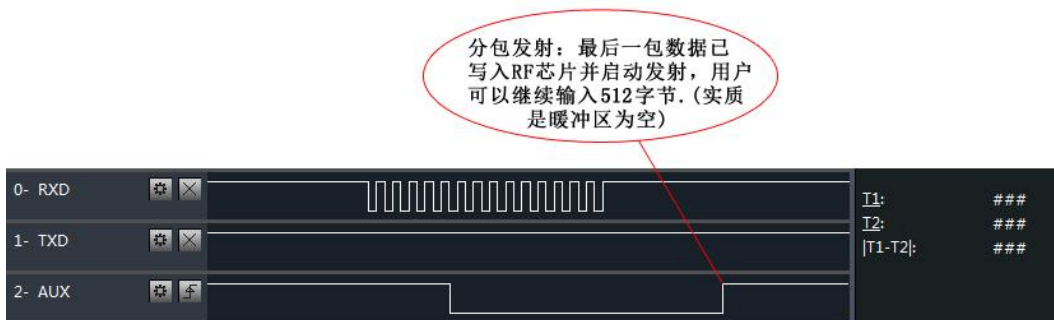 分包发射：最后一包数据已
写入RF芯片并启动发射，用户
可以继续输入512字节.(实质
是暖冲区为空)
0- RXD
T1: ###
1- TXD
T2: ###
|T1-T2|: ###
2- AUX